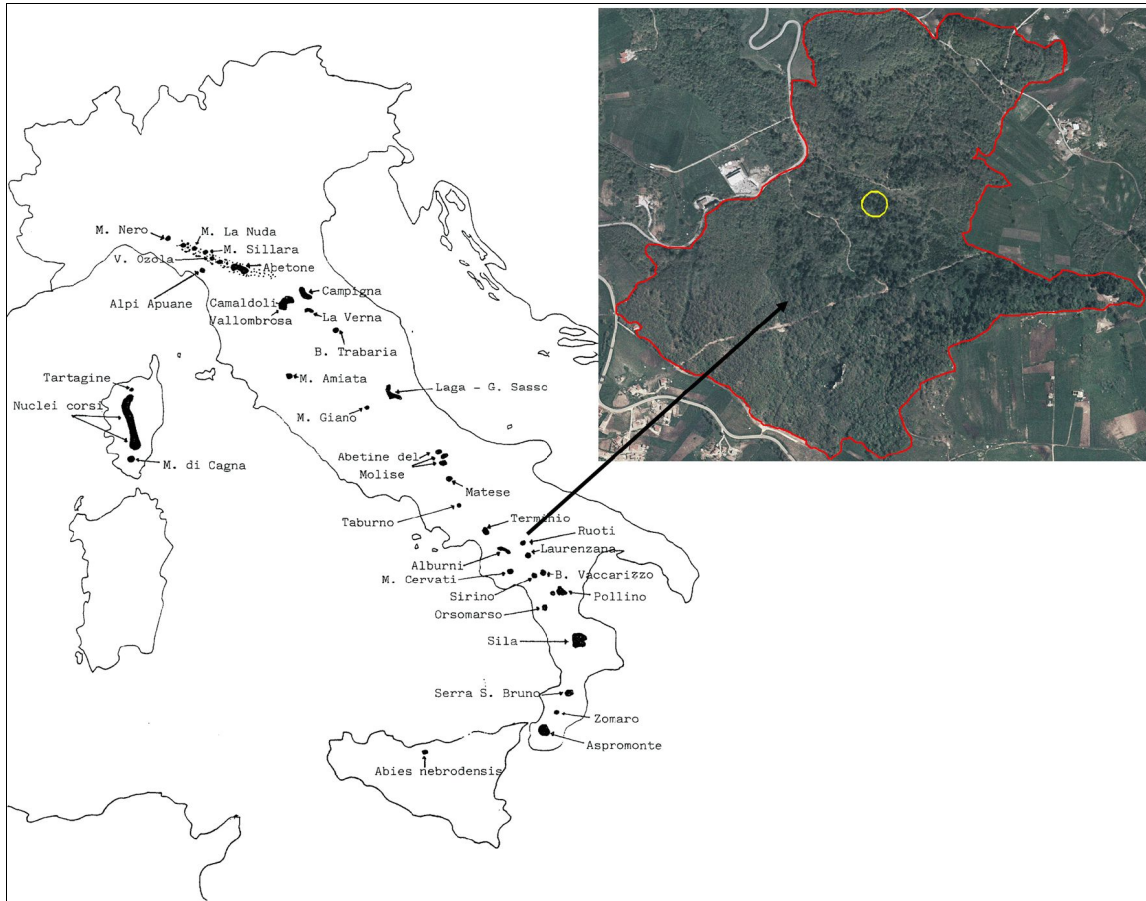 M. Nero
M. La Nuda
M. Sillara
V. Ozola
Abetone
Alpi Apuane
Campigna
Camaldoli
Vallombrosa
La Verna
B. Trabaria
M. Amiata
Laga - G. Sasso
M. Giano
Tartagine
Nuclei corsi
M. di Cagna
Abetine del
Molise
Matese
Taburno
Terminio
Ruoti
Laurenzana
Alburni
M. Cervati
B. Vaccarizzo
Sirino
Pollino
Orsomarso
Sila
Serra S. Bruno
Zomaro
Aspromonte
Abies nebrodensis